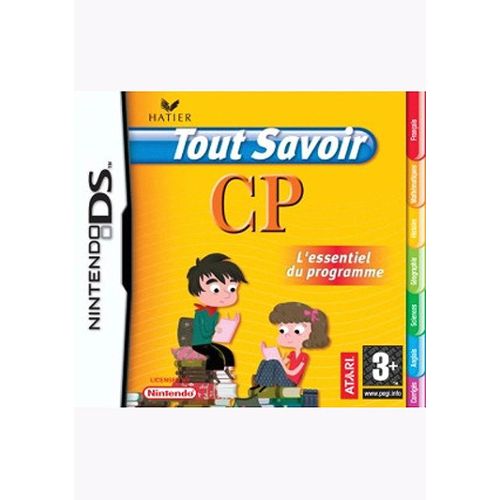 NINTENDO DS™
HATIER
Tout Savoir
CP
L'essentiel
du programme
Français
Mathématiques
Histoire
Géographie
Sciences
Anglais
Corrigés
Nintendo
ATARI
3+
www.pegi.info